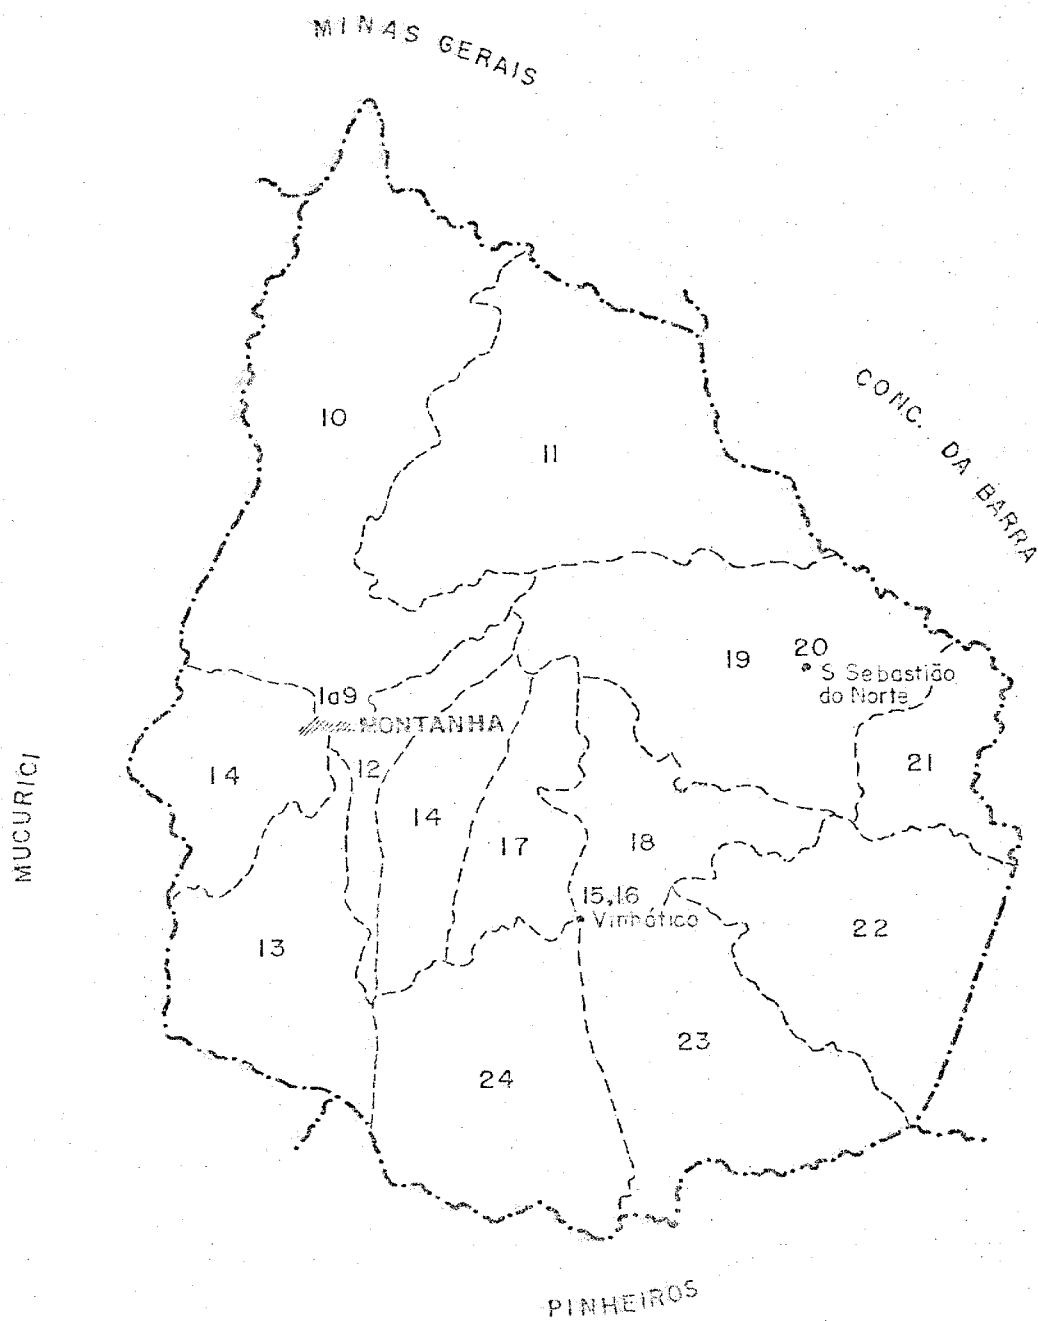 MINAS GERAIS
CONC. DA BARRA
10
11
19
20
S Sebastião
do Norte
1a9
MONTANHA
MUCURICI
14
12
21
14
17
18
15,16
Vinhático
22
13
23
24
PINHEIROS